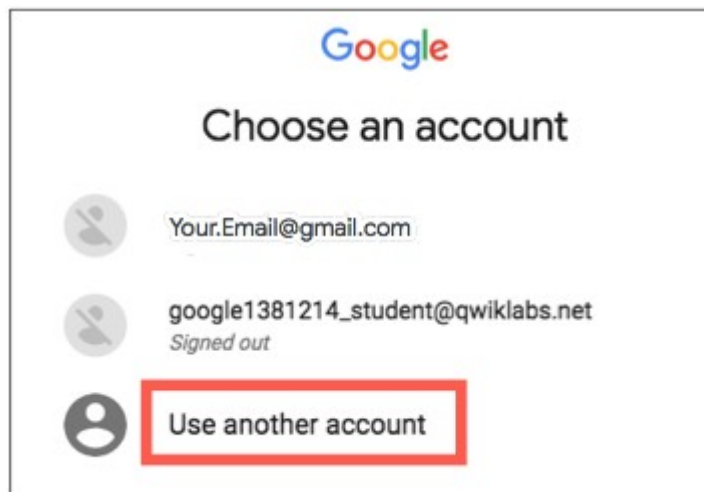 Google
Choose an account
Your.Email@gmail.com
google1381214_student@qwiklabs.net
Signed out
Use another account